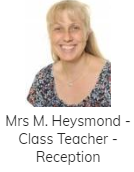 Mrs M. Heysmond -
Class Teacher -
Reception